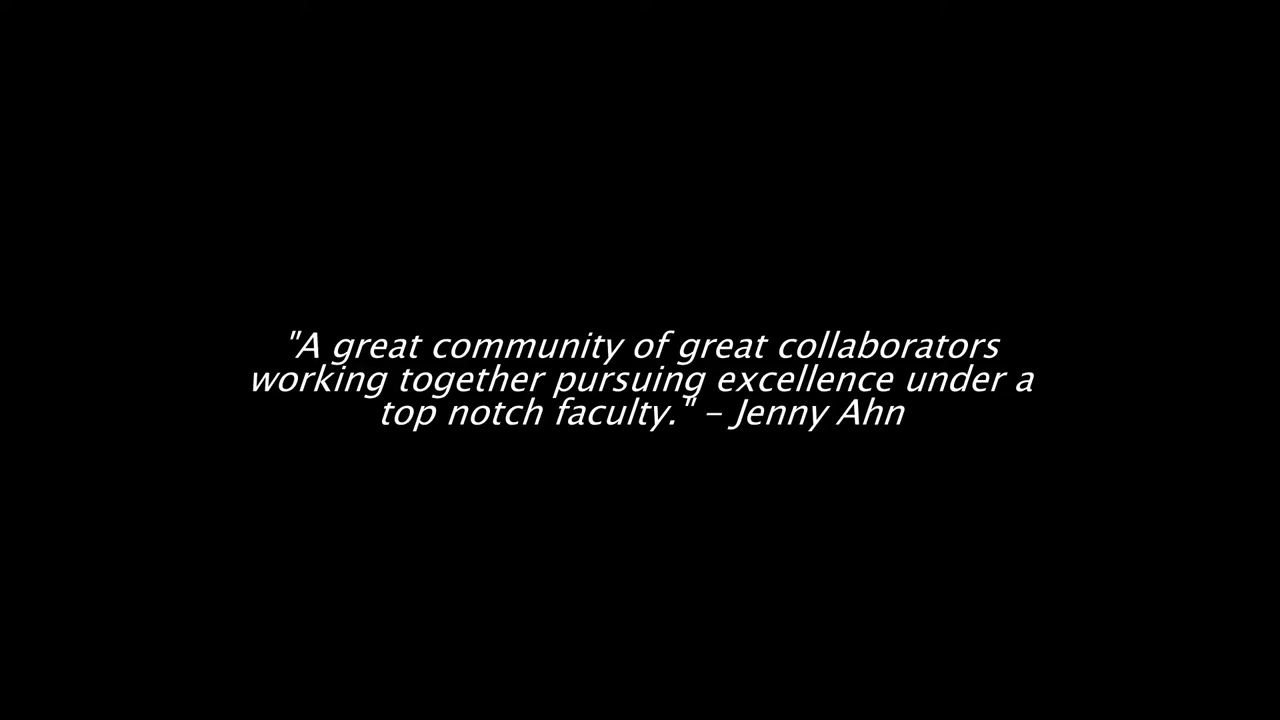 "A great community of great collaborators
working together pursuing excellence under a
top notch faculty." – Jenny Ahn